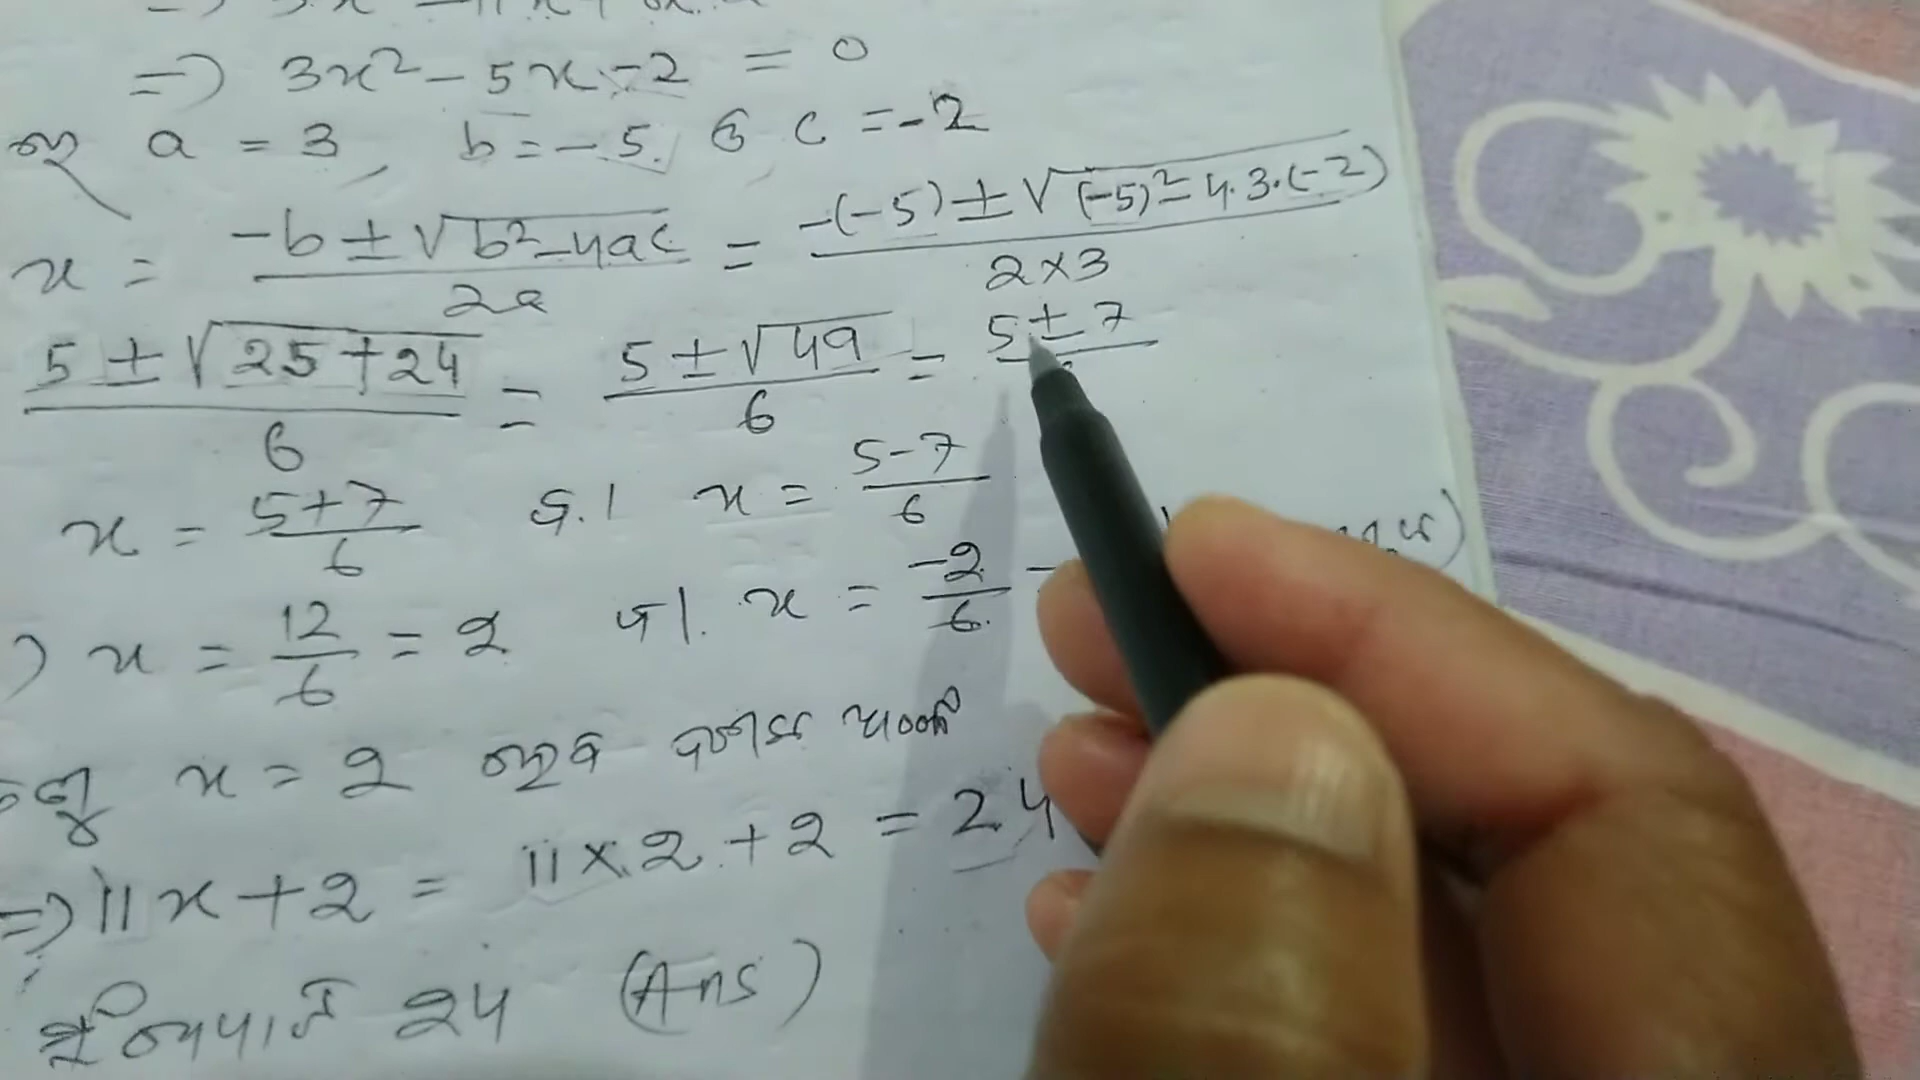 ⇒ 3x² - 5x - 2 = 0
a = 3, b = -5. ଓ c = -2
x = (-b ± √(b² - 4ac))/2a = (-(-5) ± √((-5)² - 4.3.(-2)))/(2×3)
(5 ± √(25+24))/6 = (5 ± √49)/6 = (5 ± 7)/
x = (5+7)/6 ବା x = (5-7)/6
x = 12/6 = 2 ବା x = -2/6
x = 2
⇒ 11x + 2 = 11×2 + 2 = 24
24 (Ans)